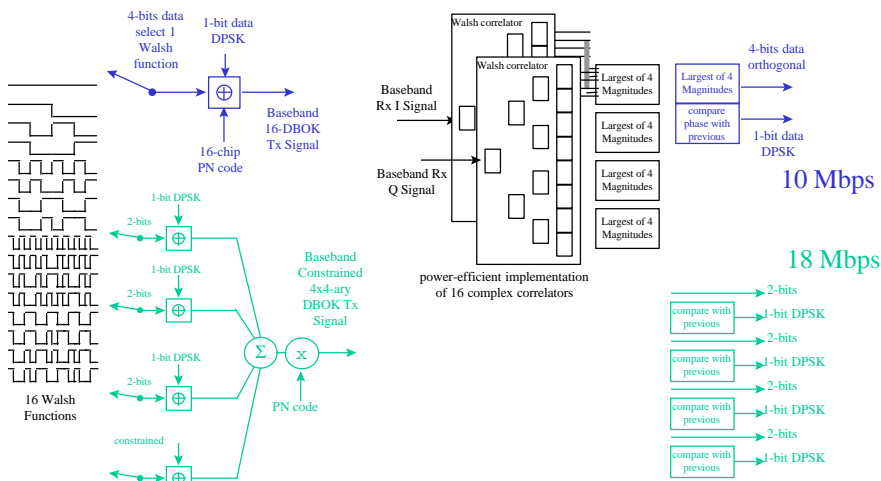 4-bits data
select 1
Walsh
function
1-bit data
DPSK
Baseband
16-DBOK
Tx Signal
16-chip
PN code
1-bit DPSK
2-bits
1-bit DPSK
2-bits
1-bit DPSK
2-bits
constrained
16 Walsh
Functions
Baseband
Constrained
4x4-ary
DBOK Tx
Signal
Σ
x
PN code
Walsh correlator
Walsh correlator
Baseband
Rx I Signal
Baseband Rx
Q Signal
power-efficient implementation
of 16 complex correlators
Largest of 4
Magnitudes
Largest of 4
Magnitudes
Largest of 4
Magnitudes
Largest of 4
Magnitudes
Largest of 4
Magnitudes
compare
phase with
previous
4-bits data
orthogonal
1-bit data
DPSK
10 Mbps
18 Mbps
2-bits
compare with
previous
1-bit DPSK
2-bits
compare with
previous
1-bit DPSK
2-bits
compare with
previous
1-bit DPSK
2-bits
compare with
previous
1-bit DPSK